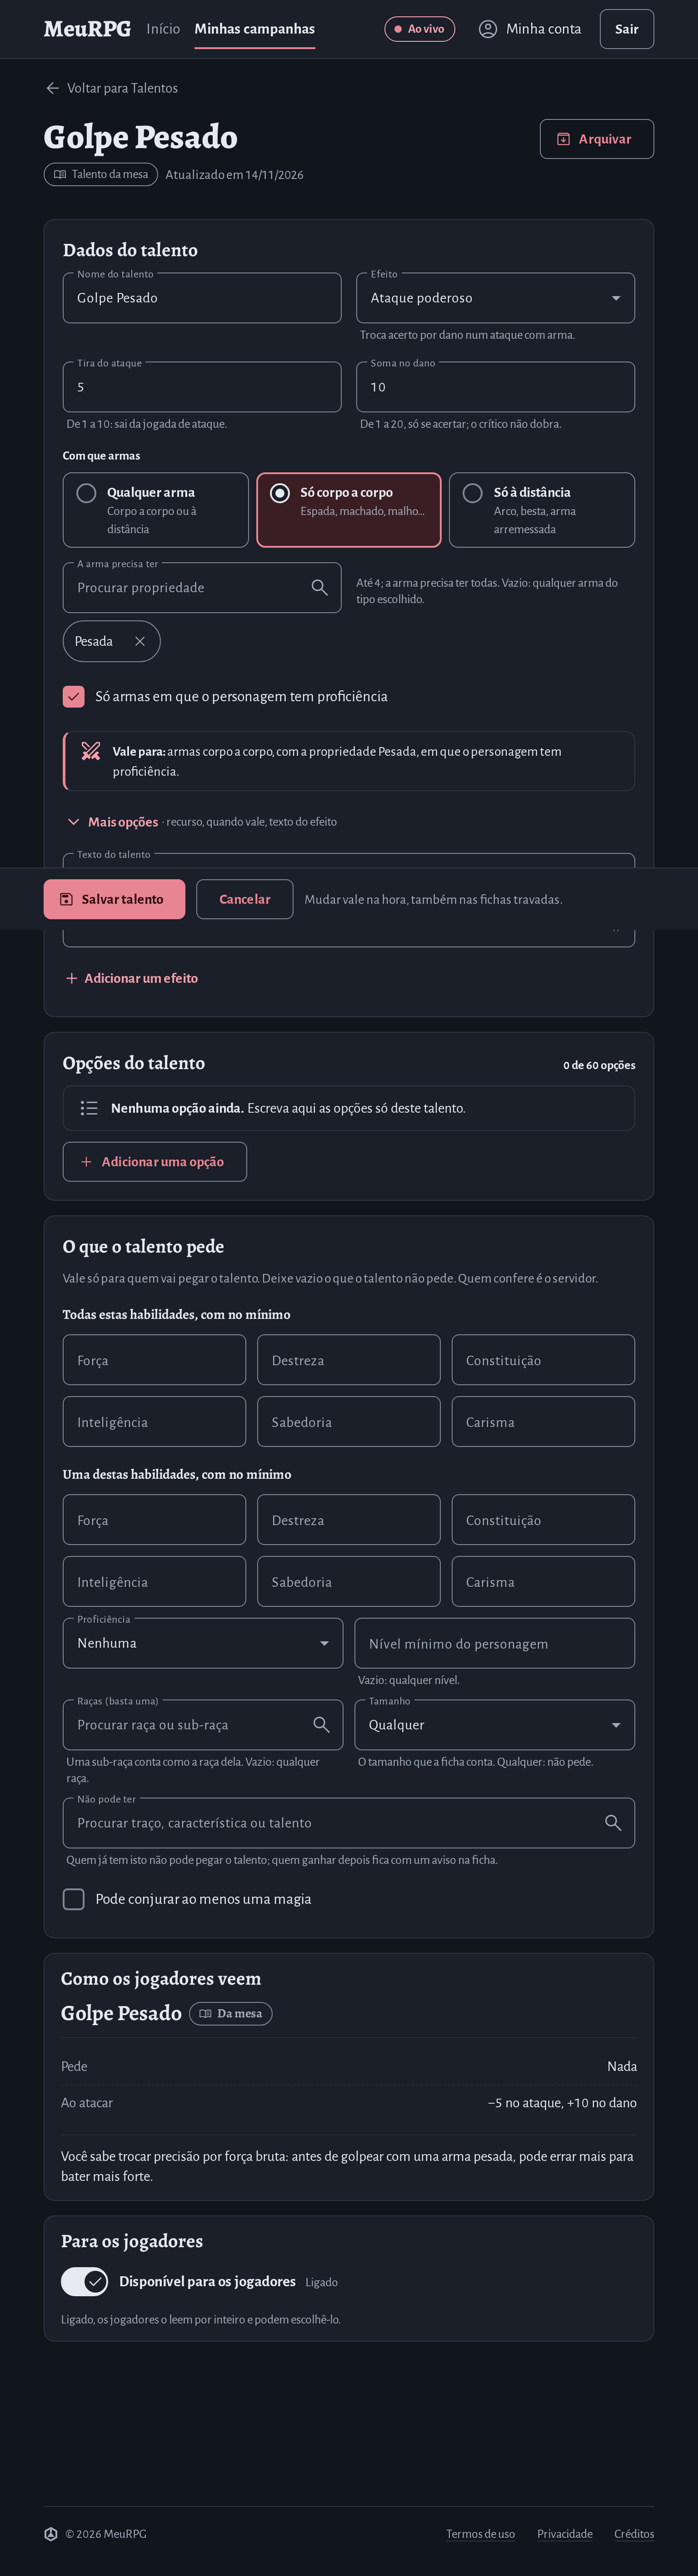 MeuRPG Início Minhas campanhas Ao vivo Minha conta Sair
Voltar para Talentos
Golpe Pesado
Arquivar
Talento da mesa Atualizado em 14/11/2026
Dados do talento
Nome do talento
Golpe Pesado
Efeito
Ataque poderoso
Troca acerto por dano num ataque com arma.
Tira do ataque
5
De 1 a 10: sai da jogada de ataque.
Soma no dano
10
De 1 a 20, só se acertar; o crítico não dobra.
Com que armas
Qualquer arma
Corpo a corpo ou à
distância
Só corpo a corpo
Espada, machado, malho...
Só à distância
Arco, besta, arma
arremessada
A arma precisa ter
Procurar propriedade
Até 4; a arma precisa ter todas. Vazio: qualquer arma do
tipo escolhido.
Pesada
Só armas em que o personagem tem proficiência
Vale para: armas corpo a corpo, com a propriedade Pesada, em que o personagem tem
proficiência.
Mais opções · recurso, quando vale, texto do efeito
Texto do talento
Salvar talento Cancelar Mudar vale na hora, também nas fichas travadas.
Adicionar um efeito
Opções do talento
0 de 60 opções
Nenhuma opção ainda. Escreva aqui as opções só deste talento.
Adicionar uma opção
O que o talento pede
Vale só para quem vai pegar o talento. Deixe vazio o que o talento não pede. Quem confere é o servidor.
Todas estas habilidades, com no mínimo
Força Destreza Constituição
Inteligência Sabedoria Carisma
Uma destas habilidades, com no mínimo
Força Destreza Constituição
Inteligência Sabedoria Carisma
Proficiência
Nenhuma
Nível mínimo do personagem
Vazio: qualquer nível.
Raças (basta uma)
Procurar raça ou sub-raça
Uma sub-raça conta como a raça dela. Vazio: qualquer
raça.
Tamanho
Qualquer
O tamanho que a ficha conta. Qualquer: não pede.
Não pode ter
Procurar traço, característica ou talento
Quem já tem isto não pode pegar o talento; quem ganhar depois fica com um aviso na ficha.
Pode conjurar ao menos uma magia
Como os jogadores veem
Golpe Pesado Da mesa
Pede Nada
Ao atacar −5 no ataque, +10 no dano
Você sabe trocar precisão por força bruta: antes de golpear com uma arma pesada, pode errar mais para
bater mais forte.
Para os jogadores
Disponível para os jogadores Ligado
Ligado, os jogadores o leem por inteiro e podem escolhê-lo.
© 2026 MeuRPG Termos de uso Privacidade Créditos